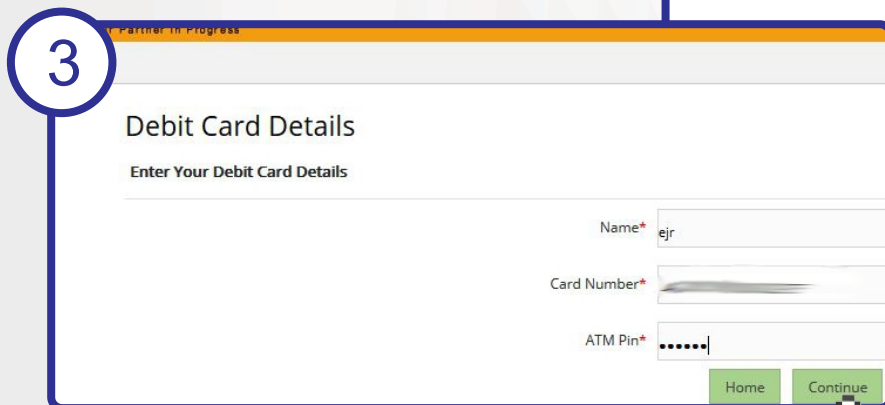 Partner in Progress
3
Debit Card Details
Enter Your Debit Card Details
Name* ejr
Card Number*
ATM Pin* ••••••
Home Continue